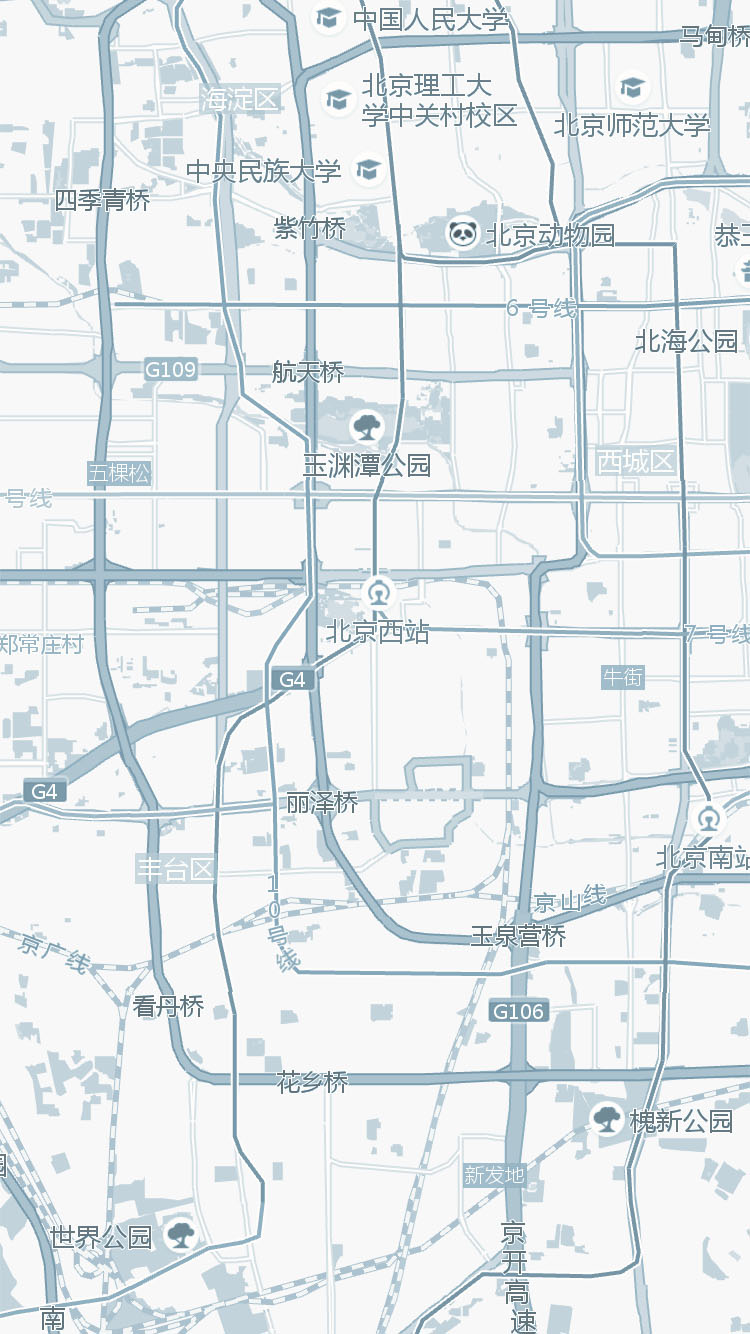 中国人民大学
马甸桥
北京理工大
学中关村校区
海淀区
北京师范大学
中央民族大学
四季青桥
紫竹桥
北京动物园
6号线
北海公园
G109
航天桥
玉渊潭公园
西城区
五棵松
号线
北京西站
7号线
郑常庄村
牛街
G4
G4
丽泽桥
北京南站
丰台区
10号线
京山线
玉泉营桥
京广线
看丹桥
G106
花乡桥
槐新公园
新发地
世界公园
京开高速
南